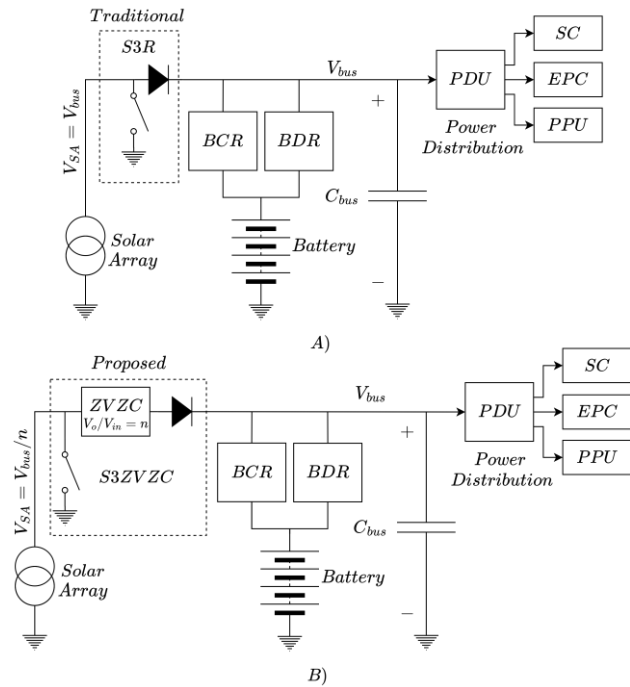 Traditional
S3R
V_SA = V_bus
V_bus
PDU
SC
EPC
PPU
Power
Distribution
BCR
BDR
+
C_bus
−
Solar
Array
Battery
A)
Proposed
ZVZC
V_o/V_in = n
S3ZVZC
V_SA = V_bus/n
V_bus
PDU
SC
EPC
PPU
Power
Distribution
BCR
BDR
+
C_bus
−
Solar
Array
Battery
B)